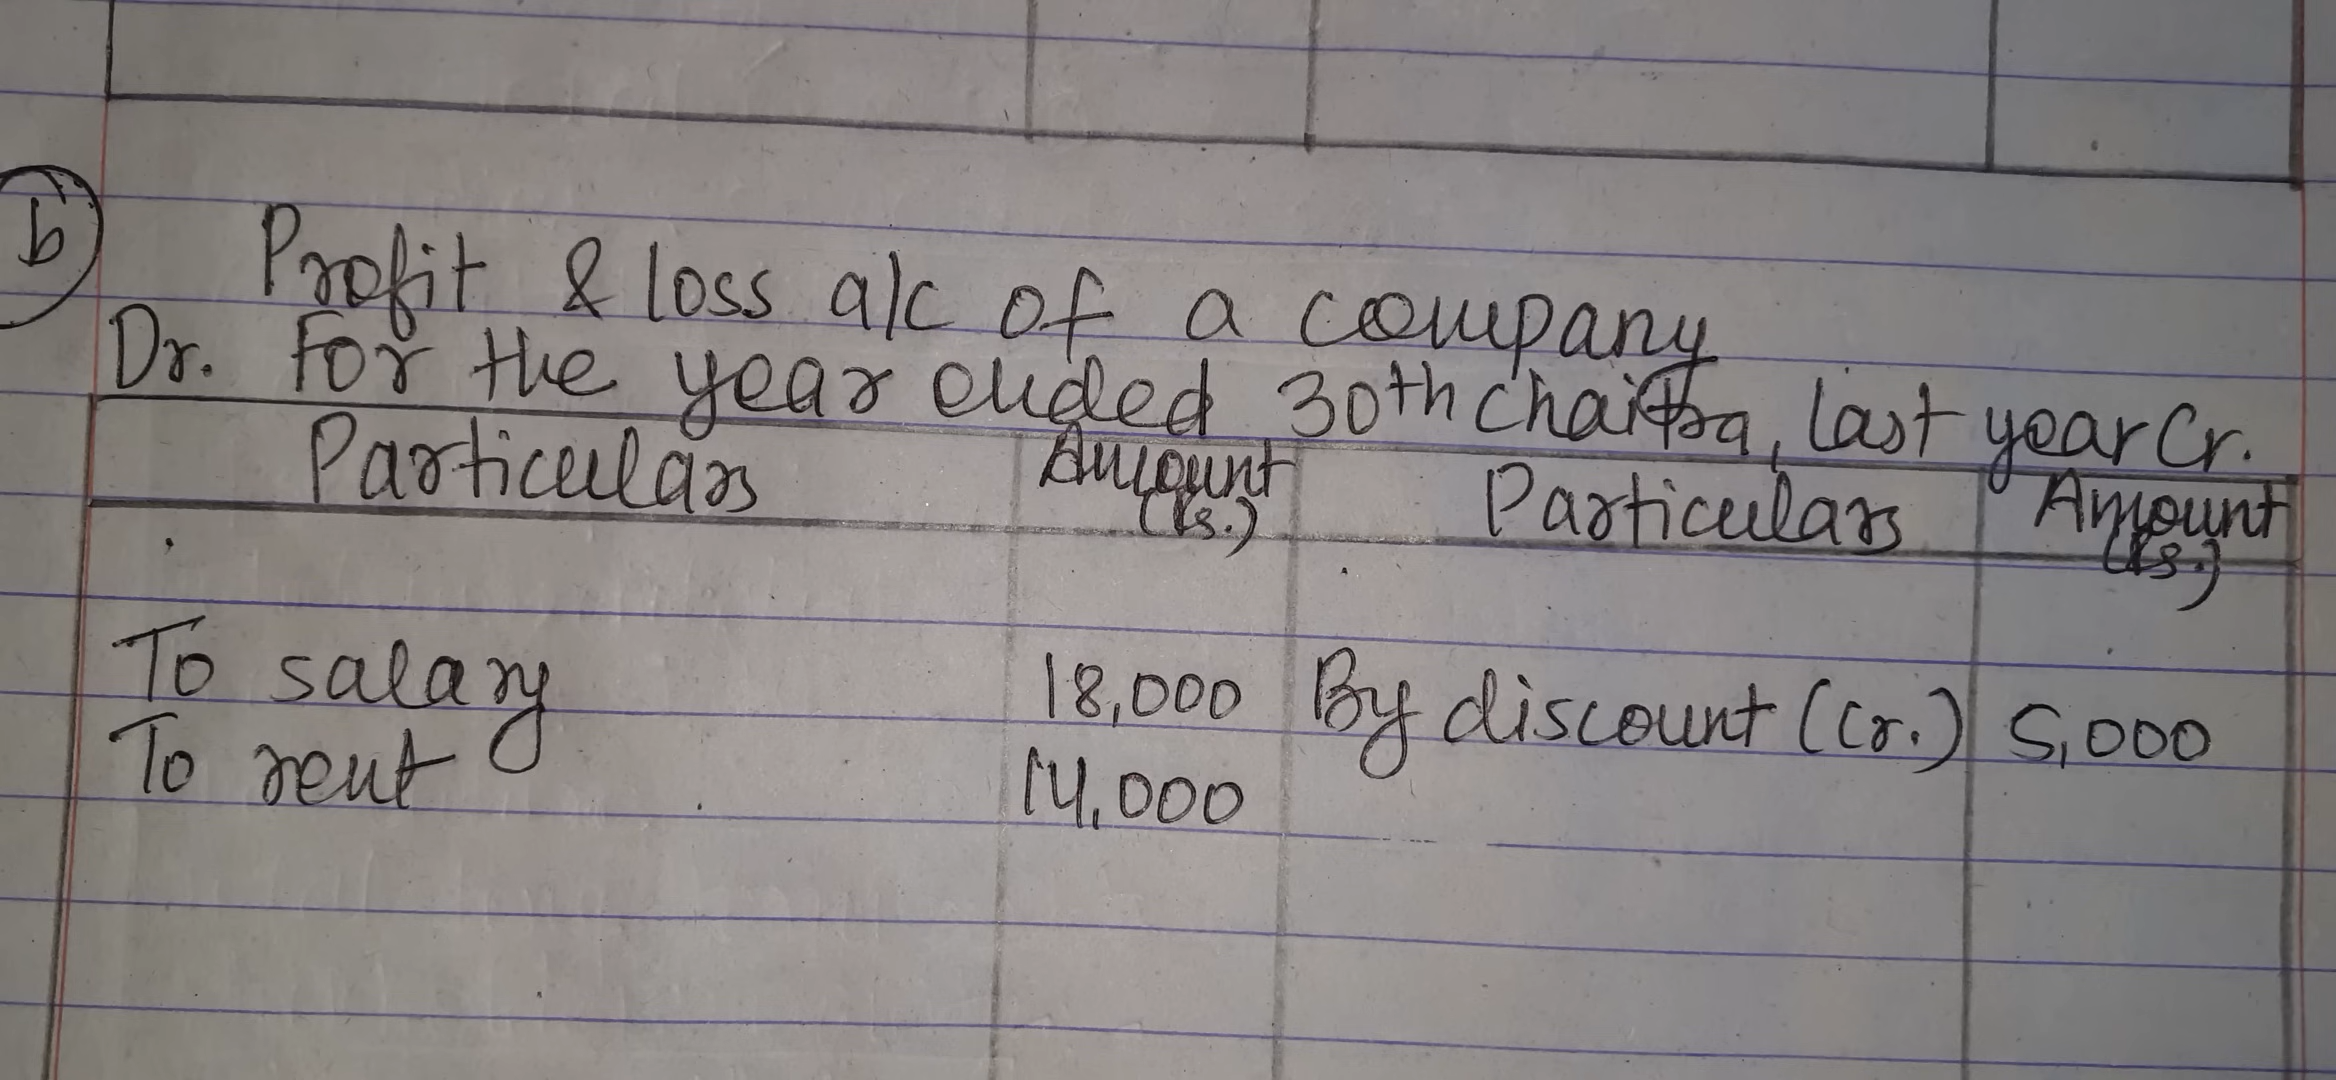 b
Profit & loss a/c of a company
Dr. For the year ended 30th chaitra, last year Cr.
Particulars Amount (Rs.) Particulars Amount (Rs.)
To salary 18,000 By discount (Cr.) 5,000
To rent 14,000